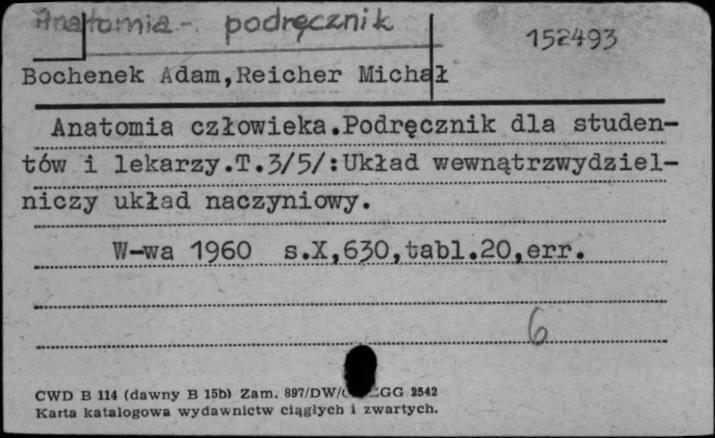 Anatomia - podręcznik
152493
Bochenek Adam,Reicher Michał
Anatomia człowieka.Podręcznik dla studen-
tów i lekarzy.T.3/5/:Układ wewnątrzwydziel-
niczy układ naczyniowy.
W-wa 1960 s.X,630,tabl.20,err.
6
CWD B 114 (dawny B 15b) Zam. 897/DW/ GG 2542
Karta katalogowa wydawnictw ciągłych i zwartych.